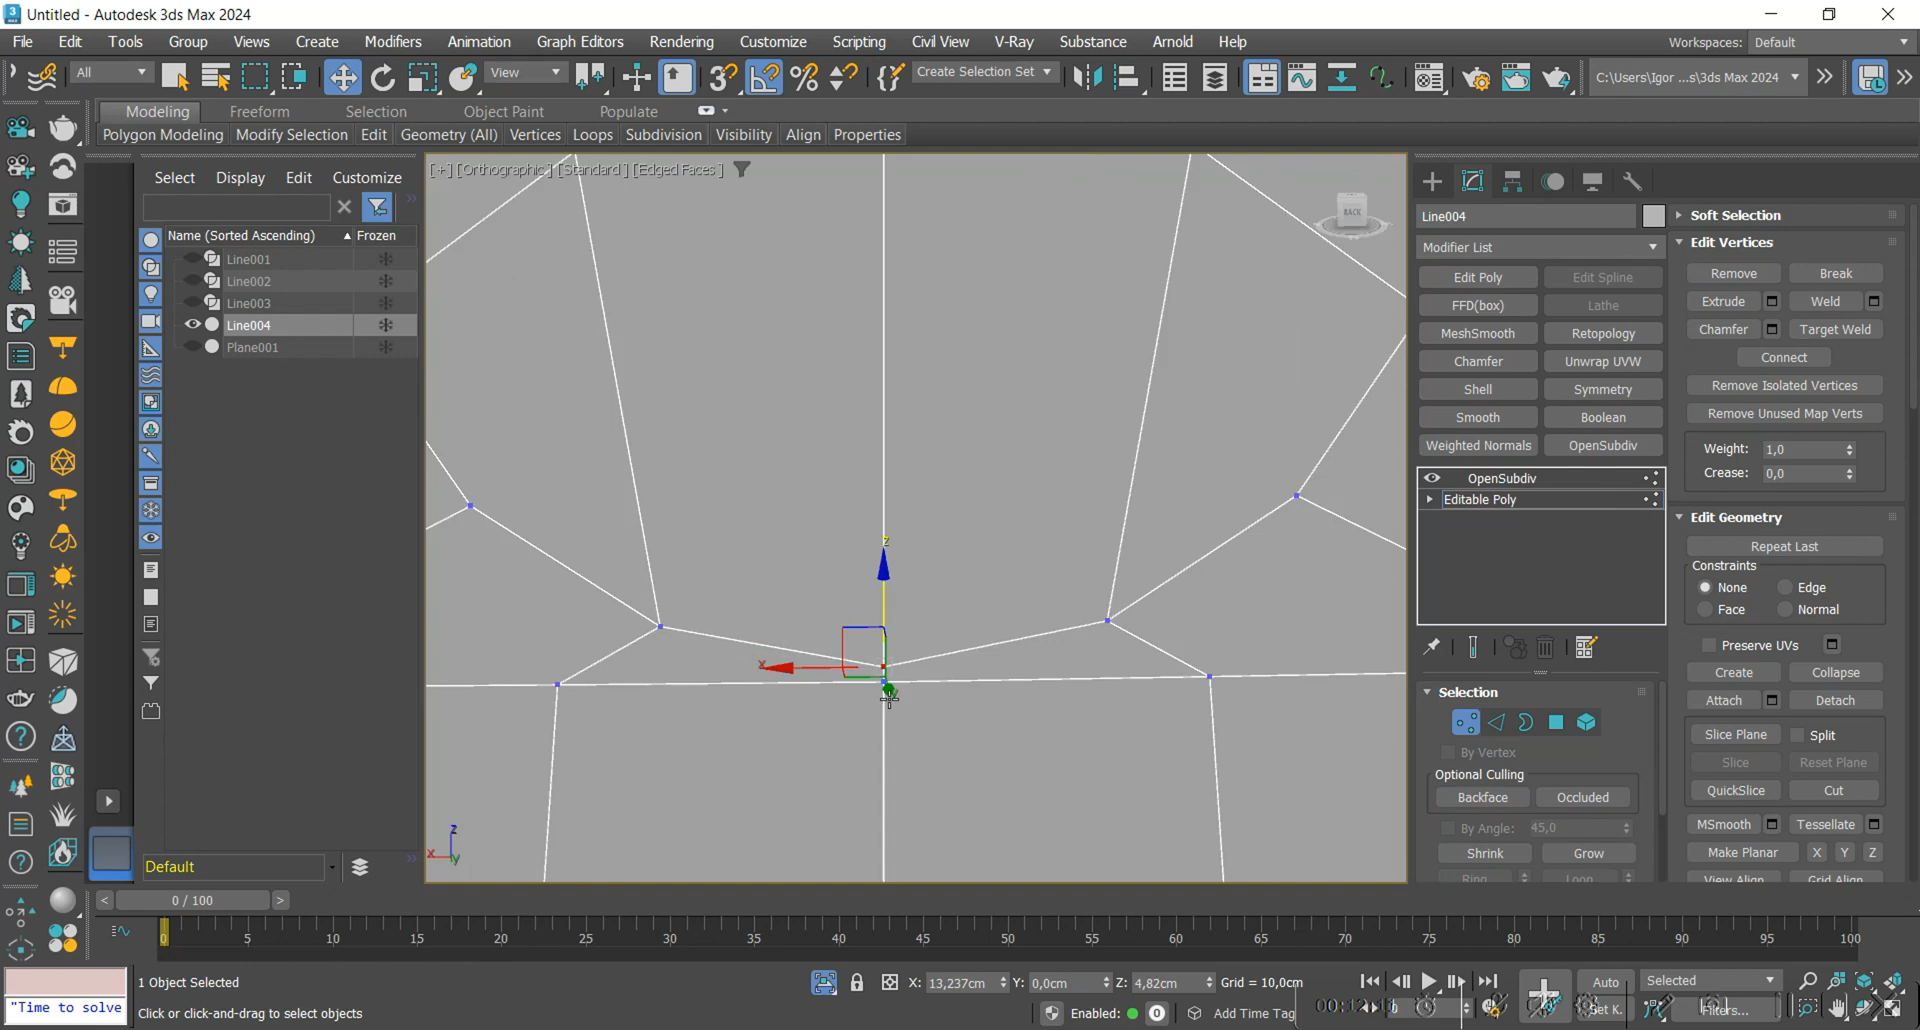 Untitled - Autodesk 3ds Max 2024
File Edit Tools Group Views Create Modifiers Animation Graph Editors Rendering Customize Scripting Civil View V-Ray Substance Arnold Help Workspaces: Default
All View Create Selection Set C:\Users\Igor ...s\3ds Max 2024
Modeling Freeform Selection Object Paint Populate
Polygon Modeling Modify Selection Edit Geometry (All) Vertices Loops Subdivision Visibility Align Properties
Select Display Edit Customize
Name (Sorted Ascending) Frozen
Line001
Line002
Line003
Line004
Plane001
Default
[+] [Orthographic] [Standard] [Edged Faces]
BACK
z
x
z
x
y
Line004
Modifier List
Edit Poly Edit Spline
FFD(box) Lathe
MeshSmooth Retopology
Chamfer Unwrap UVW
Shell Symmetry
Smooth Boolean
Weighted Normals OpenSubdiv
OpenSubdiv
Editable Poly
Selection
By Vertex
Optional Culling
Backface Occluded
By Angle: 45,0
Shrink Grow
Ring Loop
Soft Selection
Edit Vertices
Remove Break
Extrude Weld
Chamfer Target Weld
Connect
Remove Isolated Vertices
Remove Unused Map Verts
Weight: 1,0
Crease: 0,0
Edit Geometry
Repeat Last
Constraints
None Edge
Face Normal
Preserve UVs
Create Collapse
Attach Detach
Slice Plane Split
Slice Reset Plane
QuickSlice Cut
MSmooth Tessellate
Make Planar X Y Z
View Align Grid Align
< 0 / 100 >
0 5 10 15 20 25 30 35 40 45 50 55 60 65 70 75 80 85 90 95 100
1 Object Selected X: 13,237cm Y: 0,0cm Z: 4,82cm Grid = 10,0cm Auto Selected
"Time to solve Click or click-and-drag to select objects Enabled: 0 Add Time Tag Set K. Filters...